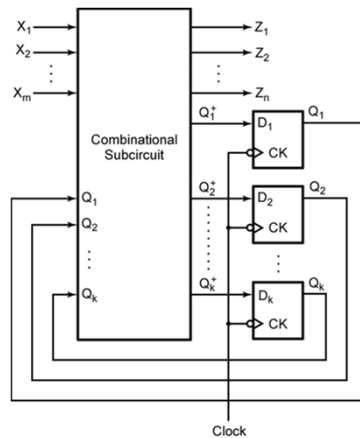 X1 Z1
X2 Z2
Xm Zn
Q1+ D1 Q1
Combinational
Subcircuit
CK
Q1 Q2+ D2 Q2
Q2 CK
Qk Qk+ Dk Qk
CK
Clock